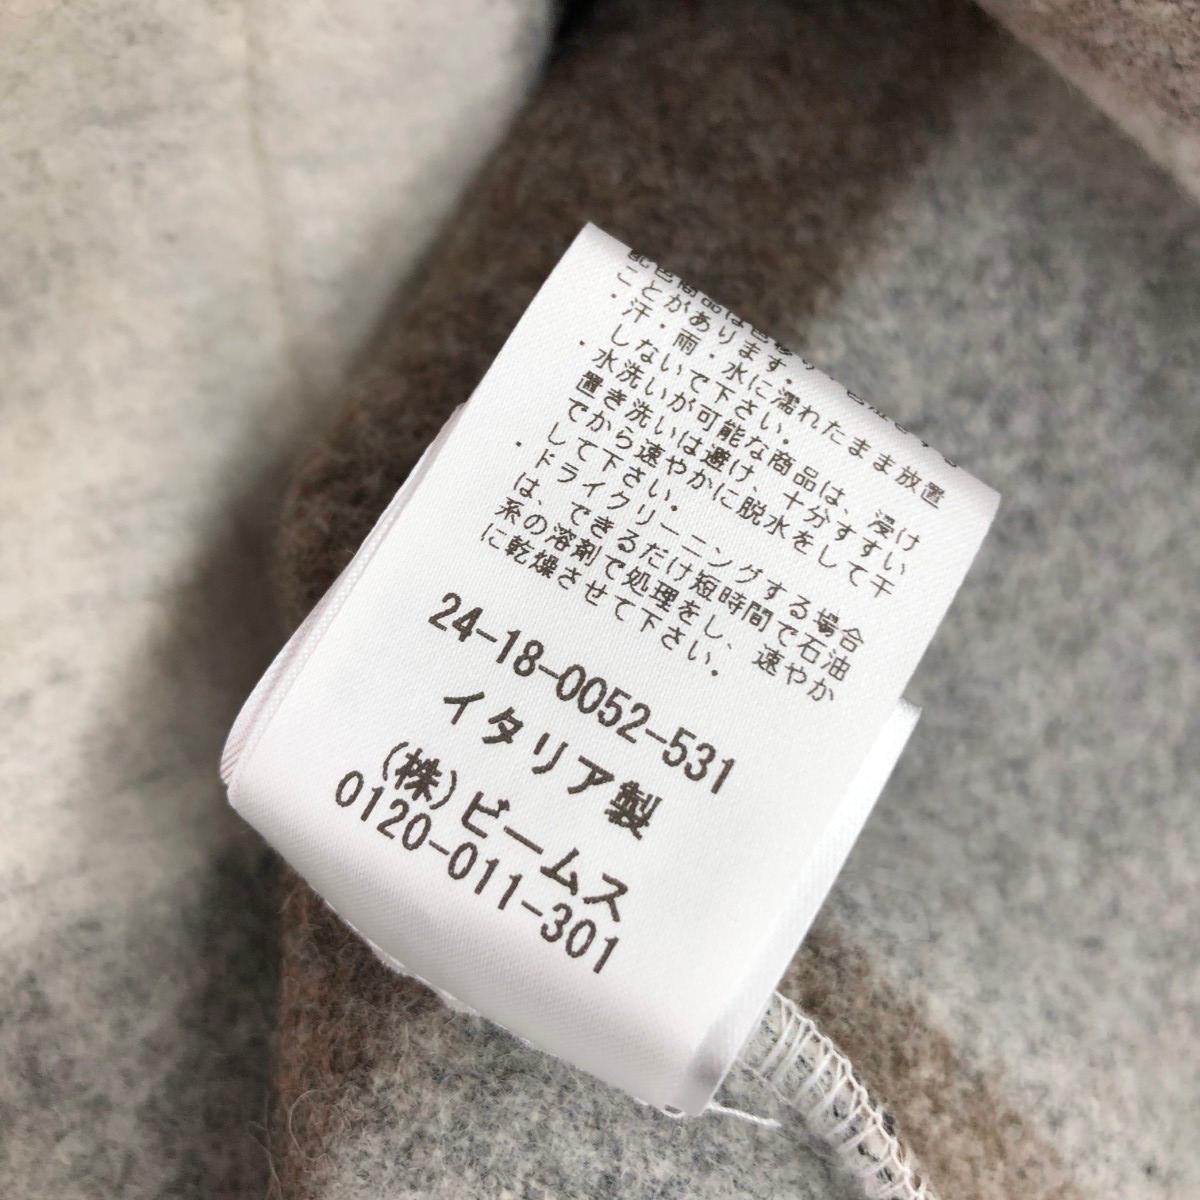 ことがあります。
・汗・雨・水に濡れたまま放置
しないで下さい。
・水洗いが可能な商品は、浸け
置き洗いは避け、十分すすい
でから速やかに脱水をして干
して下さい。
・ドライクリーニングする場合
は、できるだけ短時間で石油
系の溶剤で処理をし、速やか
に乾燥させて下さい。
24-18-0052-531
イタリア製
(株)ビームス
0120-011-301